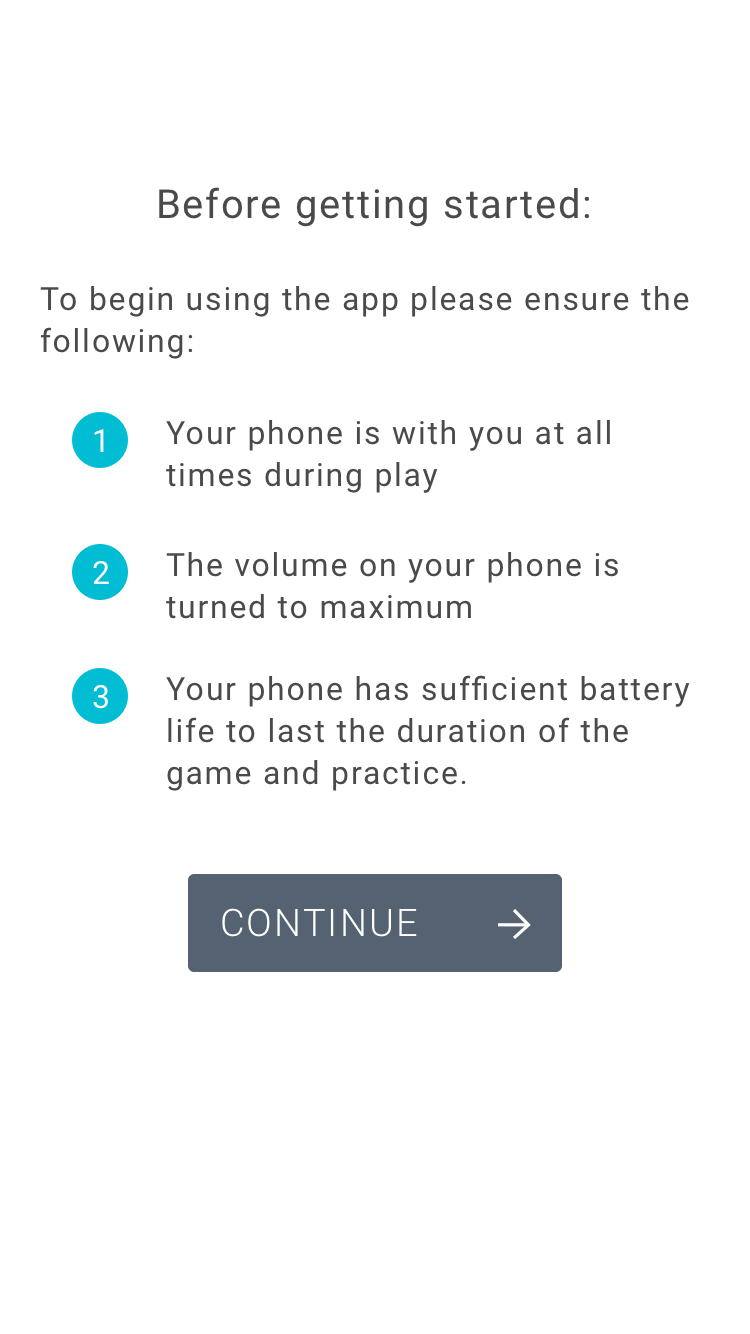 Before getting started:
To begin using the app please ensure the
following:
1
Your phone is with you at all
times during play
2
The volume on your phone is
turned to maximum
3
Your phone has sufficient battery
life to last the duration of the
game and practice.
CONTINUE